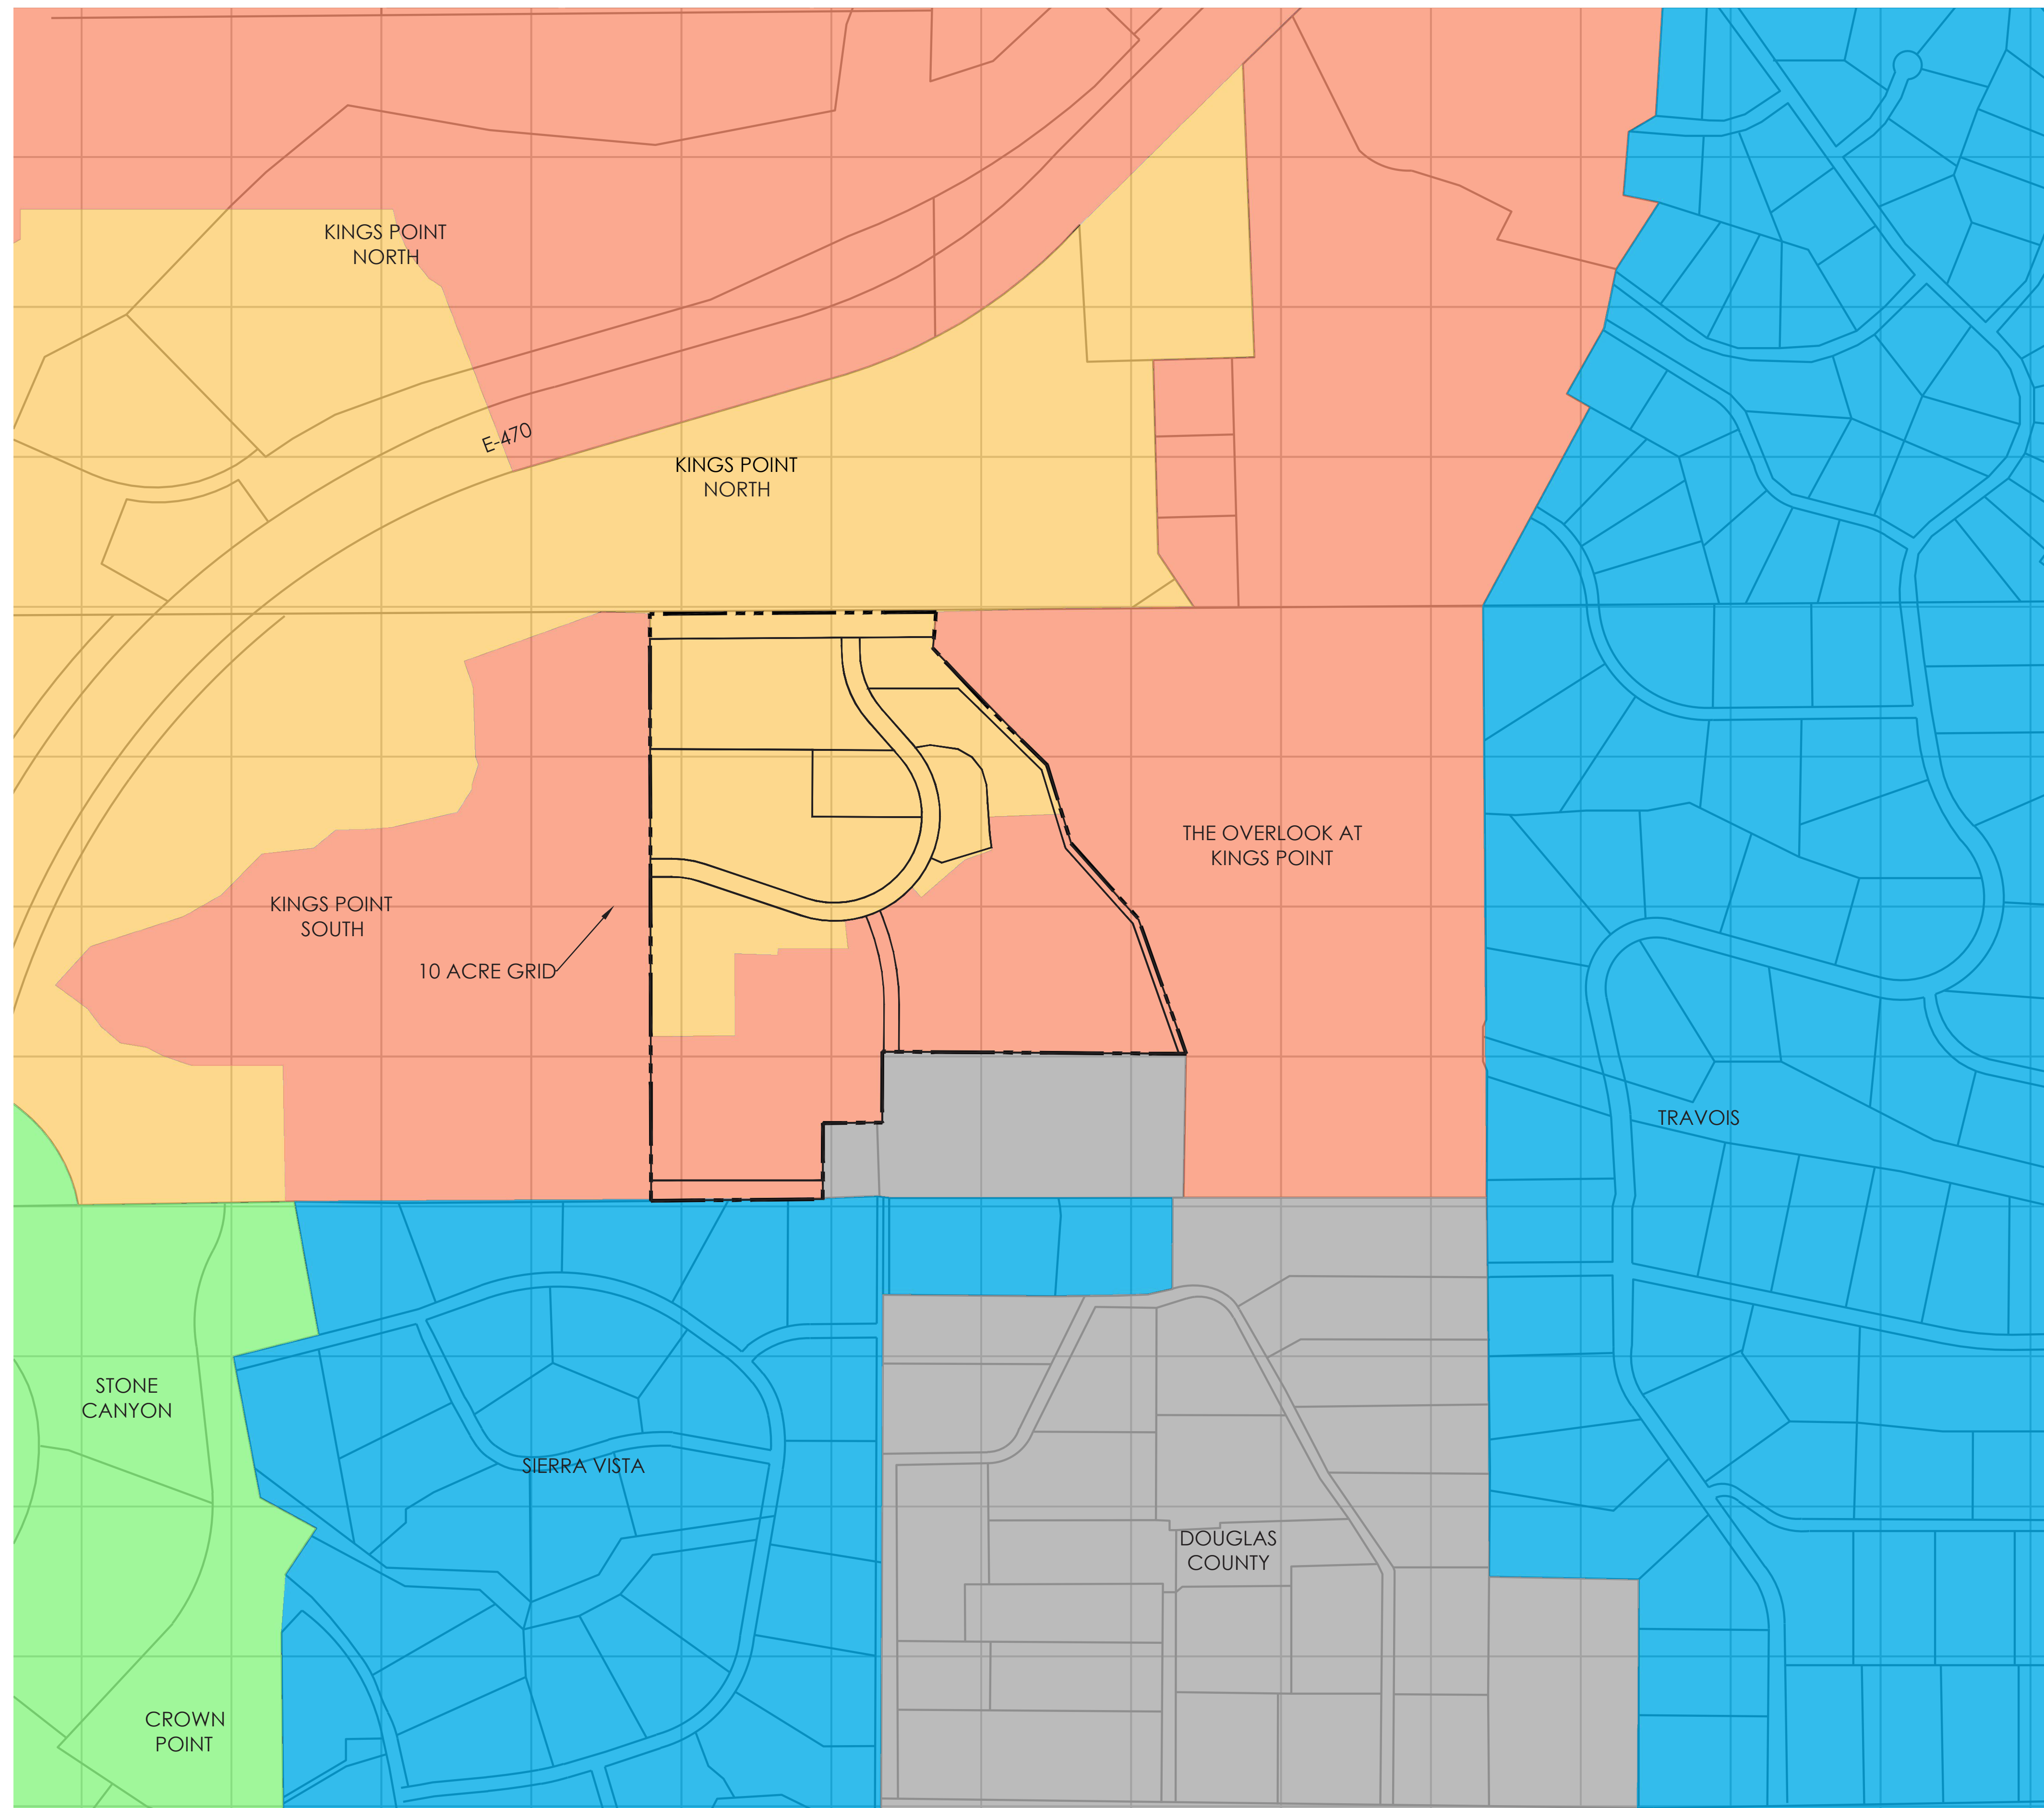 KINGS POINT
NORTH
E-470
KINGS POINT
NORTH
THE OVERLOOK AT
KINGS POINT
KINGS POINT
SOUTH
10 ACRE GRID
TRAVOIS
STONE
CANYON
SIERRA VISTA
DOUGLAS
COUNTY
CROWN
POINT